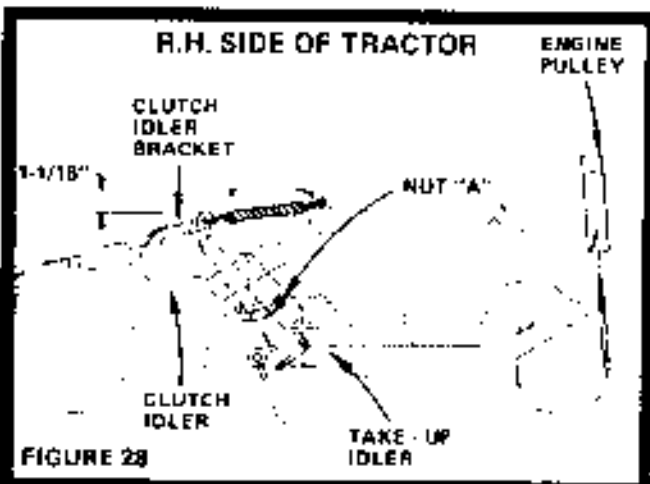 R.H. SIDE OF TRACTOR
ENGINE
PULLEY
CLUTCH
IDLER
BRACKET
1-1/16"
NUT "A"
CLUTCH
IDLER
TAKE-UP
IDLER
FIGURE 28